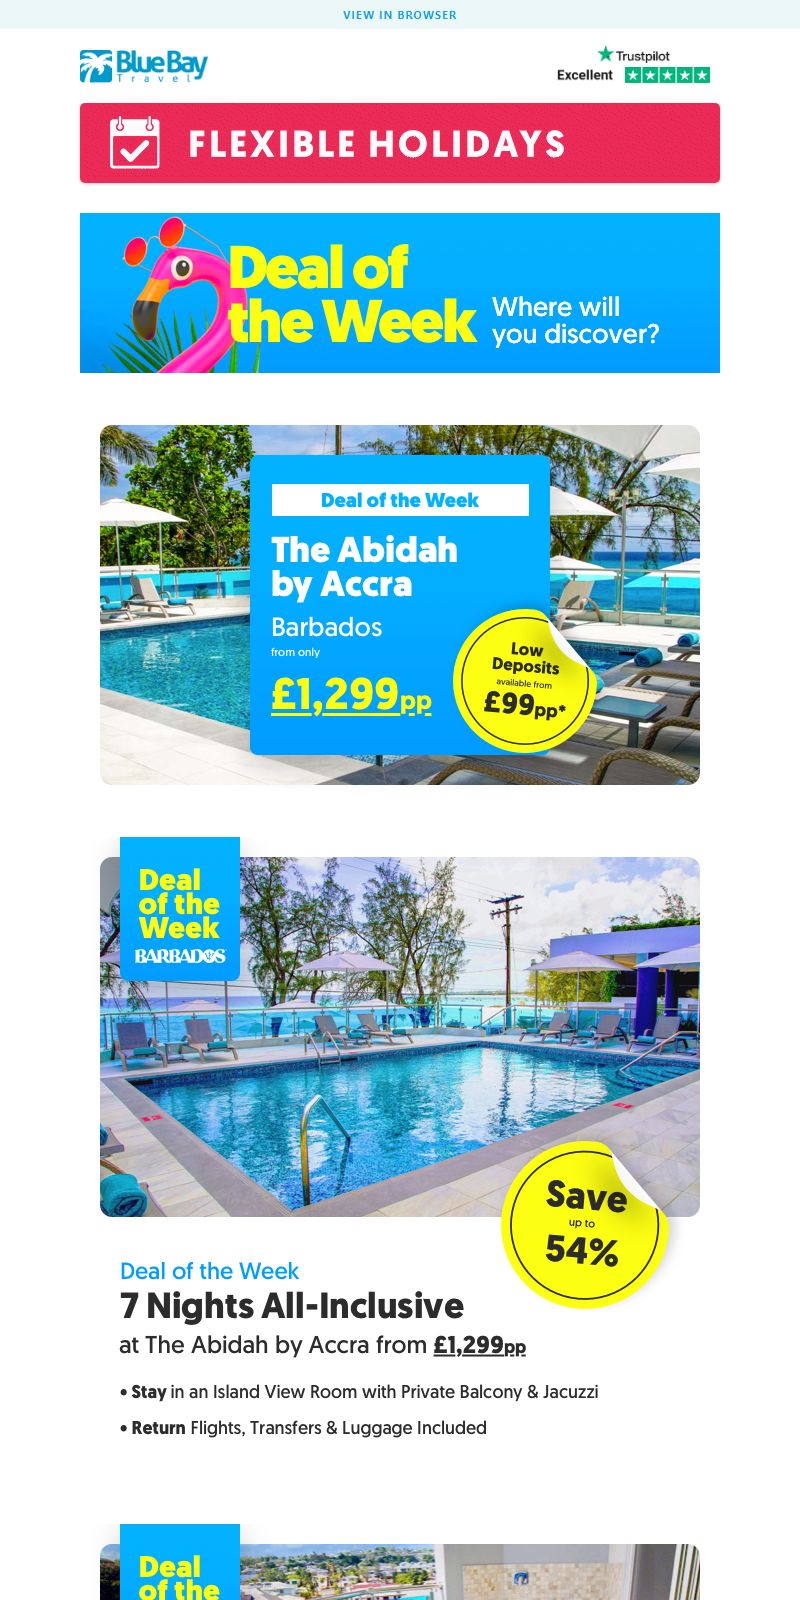 VIEW IN BROWSER
Blue Bay
Travel
Trustpilot
Excellent
FLEXIBLE HOLIDAYS
Deal of
the Week
Where will
you discover?
Deal of the Week
The Abidah
by Accra
Barbados
from only
£1,299pp
Low
Deposits
available from
£99pp*
Deal
of the
Week
BARBADOS
Save
up to
54%
Deal of the Week
7 Nights All-Inclusive
at The Abidah by Accra from £1,299pp
• Stay in an Island View Room with Private Balcony & Jacuzzi
• Return Flights, Transfers & Luggage Included
Deal
of the